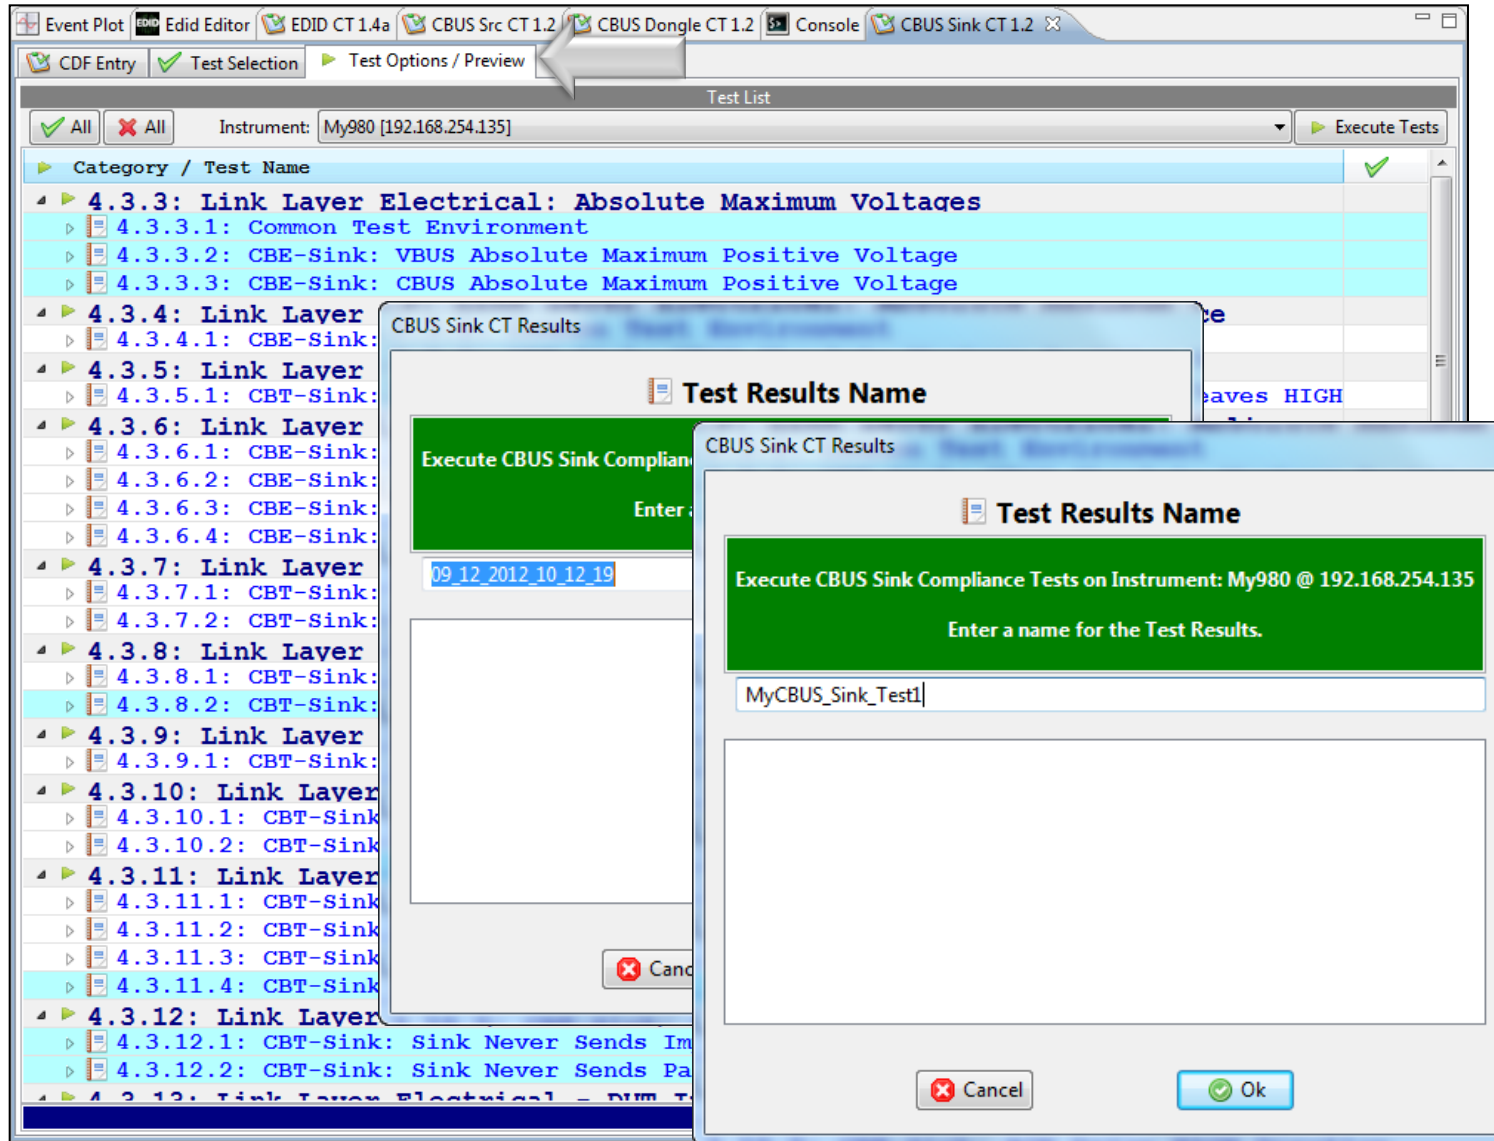 Event Plot EDID Edid Editor EDID CT 1.4a CBUS Src CT 1.2 CBUS Dongle CT 1.2 Console CBUS Sink CT 1.2
CDF Entry Test Selection Test Options / Preview
Test List
All All Instrument: My980 [192.168.254.135] Execute Tests
Category / Test Name
4.3.3: Link Layer Electrical: Absolute Maximum Voltages
4.3.3.1: Common Test Environment
4.3.3.2: CBE-Sink: VBUS Absolute Maximum Positive Voltage
4.3.3.3: CBE-Sink: CBUS Absolute Maximum Positive Voltage
4.3.4: Link Layer
4.3.4.1: CBE-Sink:
4.3.5: Link Layer
4.3.5.1: CBT-Sink: eaves HIGH
4.3.6: Link Layer
4.3.6.1: CBE-Sink:
4.3.6.2: CBE-Sink:
4.3.6.3: CBE-Sink:
4.3.6.4: CBE-Sink:
4.3.7: Link Layer
4.3.7.1: CBT-Sink:
4.3.7.2: CBT-Sink:
4.3.8: Link Layer
4.3.8.1: CBT-Sink:
4.3.8.2: CBT-Sink:
4.3.9: Link Layer
4.3.9.1: CBT-Sink:
4.3.10: Link Layer
4.3.10.1: CBT-Sink
4.3.10.2: CBT-Sink
4.3.11: Link Layer
4.3.11.1: CBT-Sink
4.3.11.2: CBT-Sink
4.3.11.3: CBT-Sink
4.3.11.4: CBT-Sink
4.3.12: Link Layer
4.3.12.1: CBT-Sink: Sink Never Sends Im
4.3.12.2: CBT-Sink: Sink Never Sends Pa
4.3.13: Link Layer Electrical - DUT
CBUS Sink CT Results
Test Results Name
Execute CBUS Sink Complian
Enter
09_12_2012_10_12_19
Canc
CBUS Sink CT Results
Test Results Name
Execute CBUS Sink Compliance Tests on Instrument: My980 @ 192.168.254.135
Enter a name for the Test Results.
MyCBUS_Sink_Test1
Cancel Ok